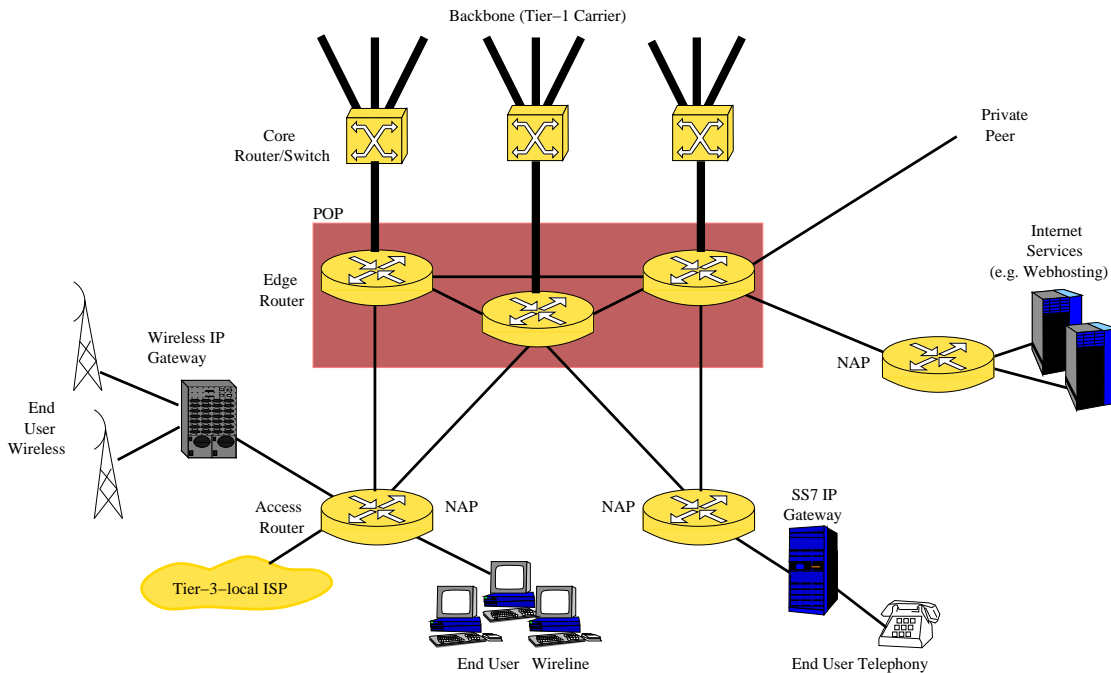 Backbone (Tier−1 Carrier)
Core
Router/Switch
Private
Peer
POP
Edge
Router
Internet
Services
(e.g. Webhosting)
Wireless IP
Gateway
NAP
End
User
Wireless
Access
Router
NAP
NAP
SS7 IP
Gateway
Tier−3−local ISP
End User Wireline
End User Telephony